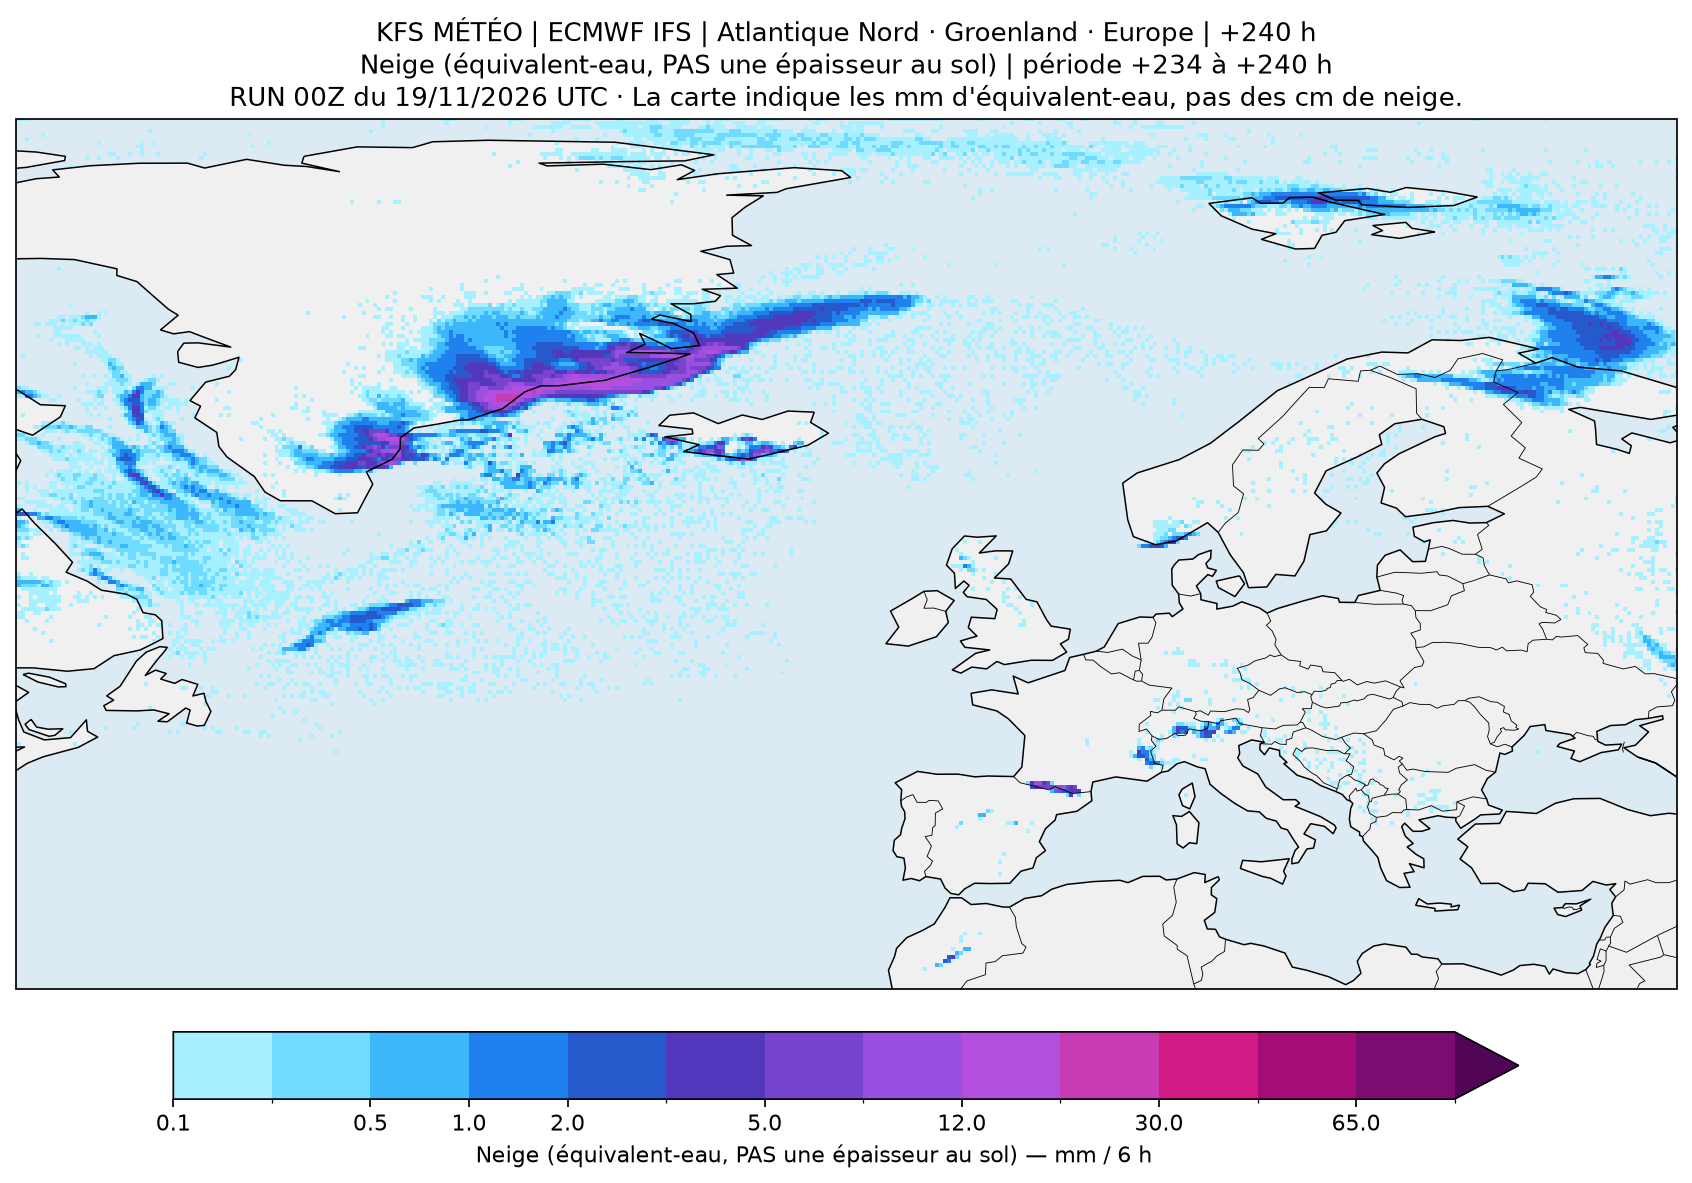 KFS MÉTÉO | ECMWF IFS | Atlantique Nord · Groenland · Europe | +240 h
Neige (équivalent-eau, PAS une épaisseur au sol) | période +234 à +240 h
RUN 00Z du 19/11/2026 UTC · La carte indique les mm d'équivalent-eau, pas des cm de neige.
0.1 0.5 1.0 2.0 5.0 12.0 30.0 65.0
Neige (équivalent-eau, PAS une épaisseur au sol) — mm / 6 h